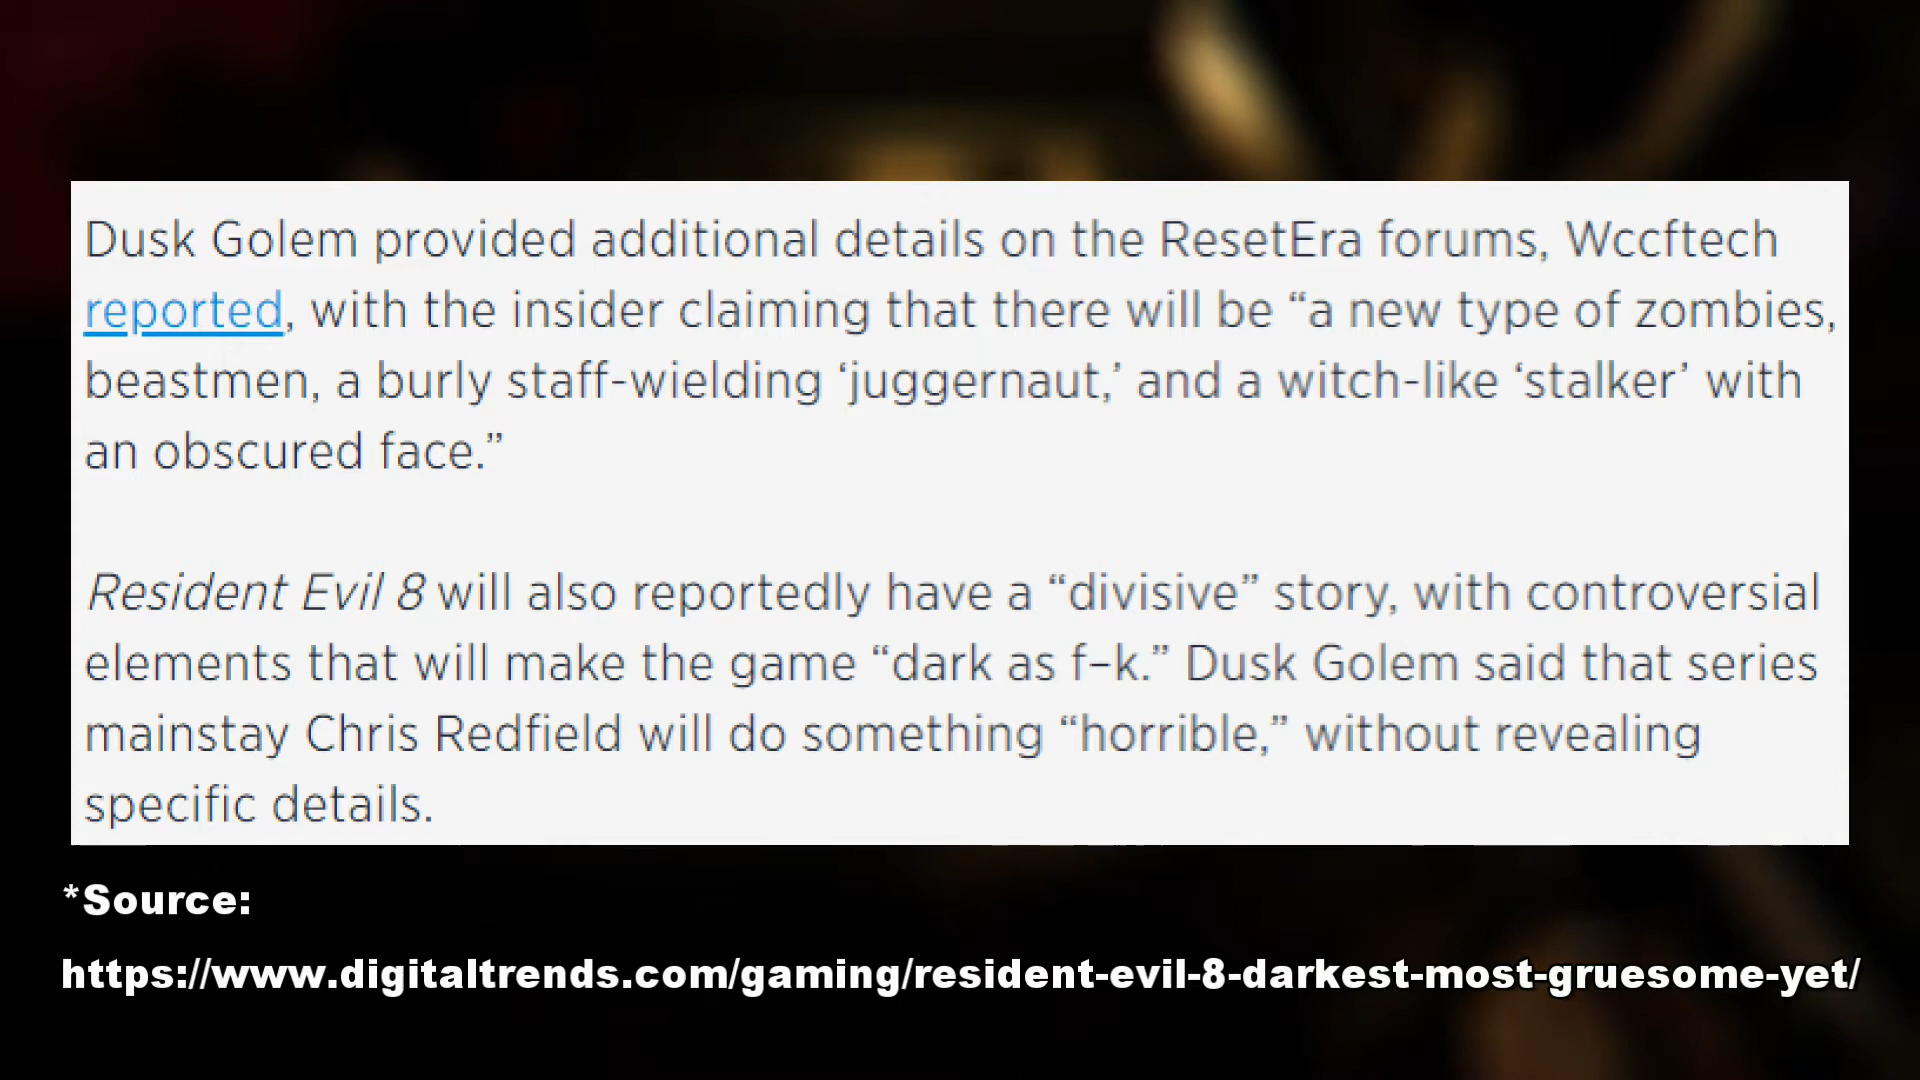 Dusk Golem provided additional details on the ResetEra forums, Wccftech
reported, with the insider claiming that there will be “a new type of zombies,
beastmen, a burly staff-wielding ‘juggernaut,’ and a witch-like ‘stalker’ with
an obscured face.”
Resident Evil 8 will also reportedly have a “divisive” story, with controversial
elements that will make the game “dark as f–k.” Dusk Golem said that series
mainstay Chris Redfield will do something “horrible,” without revealing
specific details.
*Source:
https://www.digitaltrends.com/gaming/resident-evil-8-darkest-most-gruesome-yet/